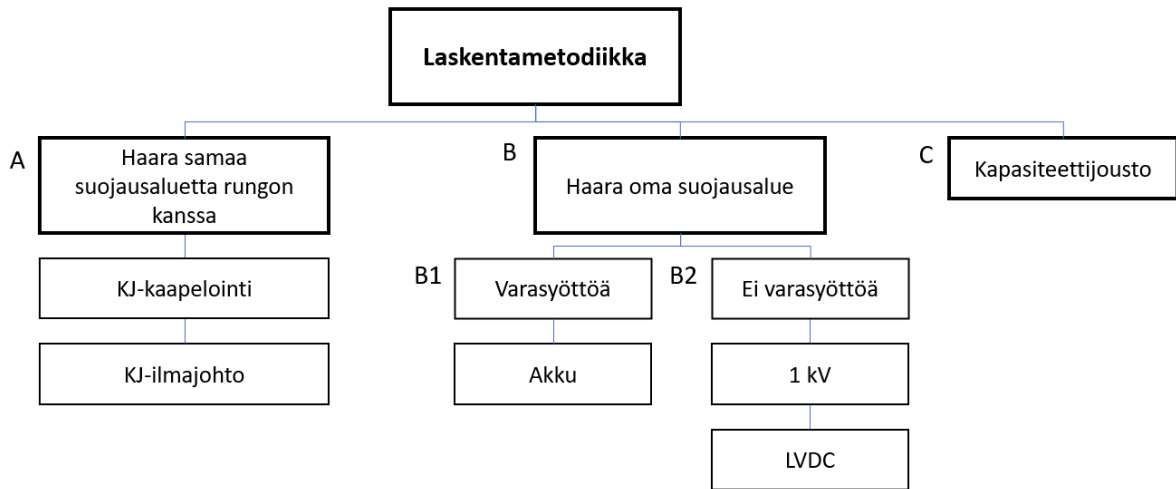 Laskentametodiikka
A
Haara samaa
suojausaluetta rungon
kanssa
KJ-kaapelointi
KJ-ilmajohto
B
Haara oma suojausalue
B1
Varasyöttöä
Akku
B2
Ei varasyöttöä
1 kV
LVDC
C
Kapasiteettijousto